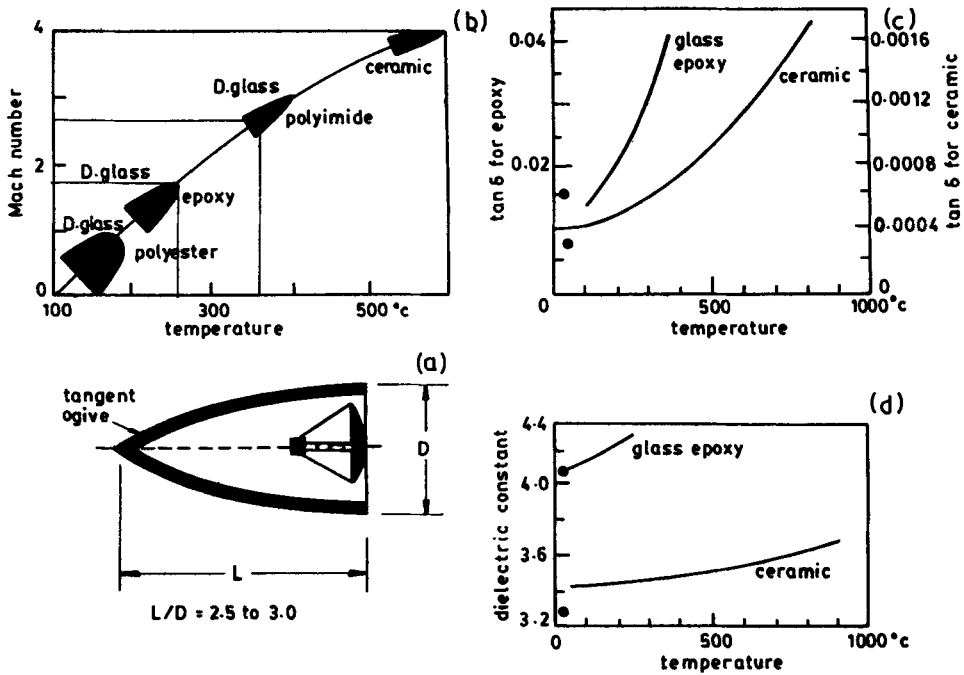 (b)
4
2
0
Mach number
ceramic
D.glass
polyimide
D.glass
epoxy
D.glass
polyester
100
300
500 °c
temperature
(c)
0·04
0·02
0
tan δ for epoxy
glass
epoxy
ceramic
0·0016
0·0012
0·0008
0·0004
0
tan δ for ceramic
0
500
1000 °c
temperature
(a)
tangent
ogive
D
L
L/D = 2.5 to 3.0
(d)
4·4
4·0
3·6
3·2
dielectric constant
glass epoxy
ceramic
0
500
1000 °c
temperature